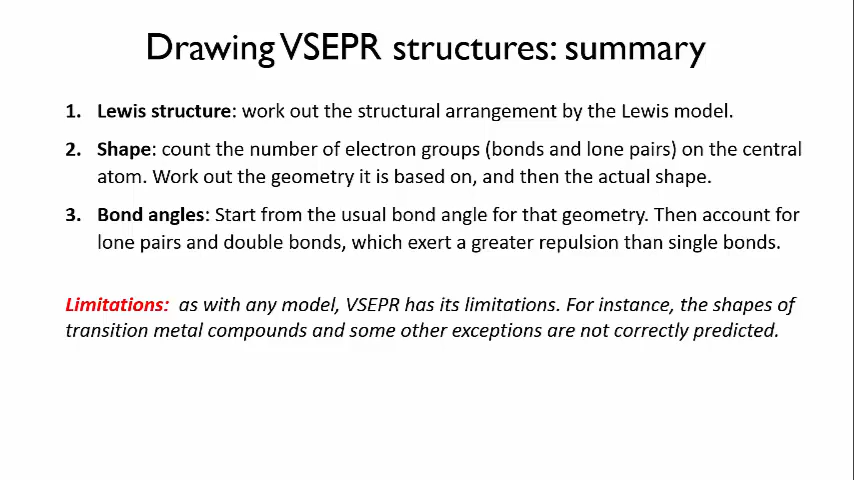 Drawing VSEPR structures: summary
1. Lewis structure: work out the structural arrangement by the Lewis model.
2. Shape: count the number of electron groups (bonds and lone pairs) on the central
atom. Work out the geometry it is based on, and then the actual shape.
3. Bond angles: Start from the usual bond angle for that geometry. Then account for
lone pairs and double bonds, which exert a greater repulsion than single bonds.
Limitations: as with any model, VSEPR has its limitations. For instance, the shapes of
transition metal compounds and some other exceptions are not correctly predicted.